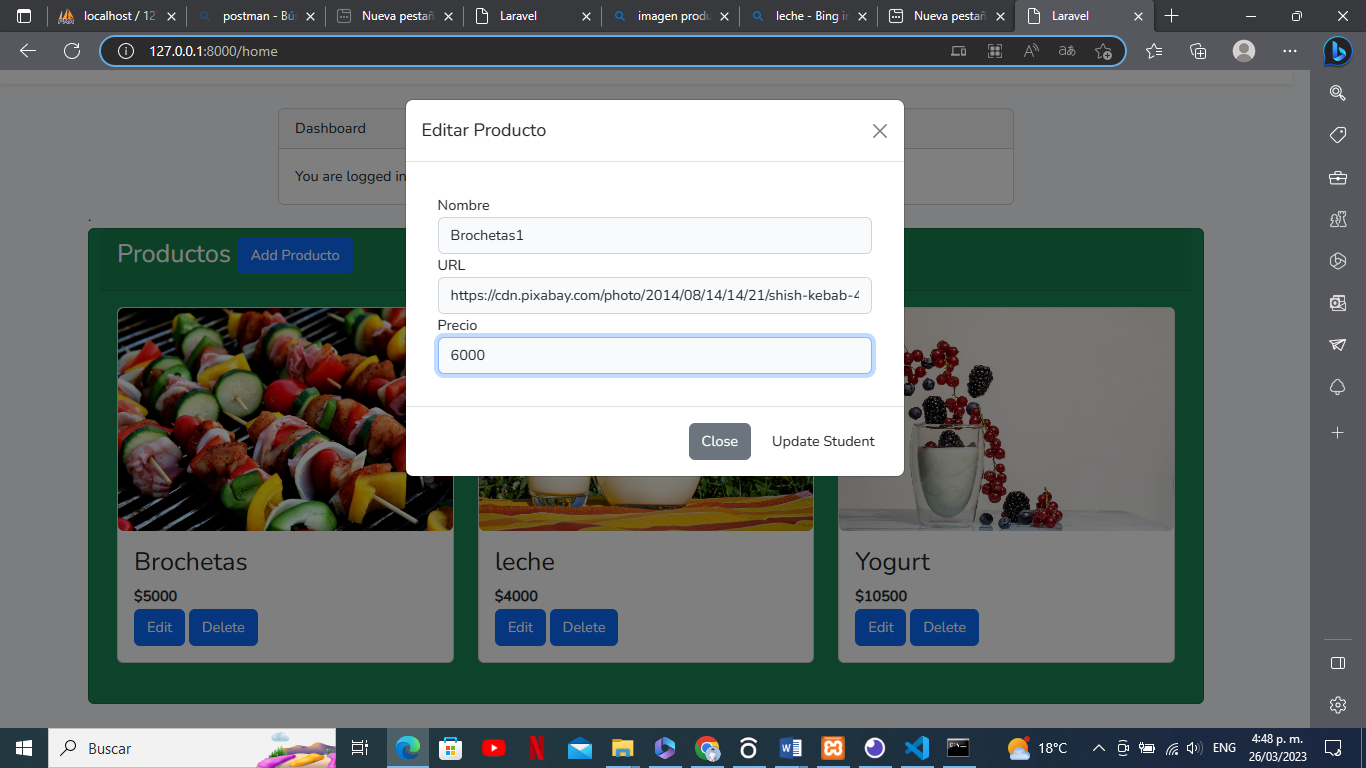 localhost / 12
postman - Bú
Nueva pestañ
Laravel
imagen produ
leche - Bing i
Nueva pestañ
Laravel
127.0.0.1:8000/home
Dashboard
You are logged in
.
Productos
Add Producto
Editar Producto
Nombre
Brochetas1
URL
https://cdn.pixabay.com/photo/2014/08/14/14/21/shish-kebab-4
Precio
6000
Close
Update Student
Brochetas
$5000
Edit
Delete
leche
$4000
Edit
Delete
Yogurt
$10500
Edit
Delete
Buscar
18°C
ENG
4:48 p. m.
26/03/2023